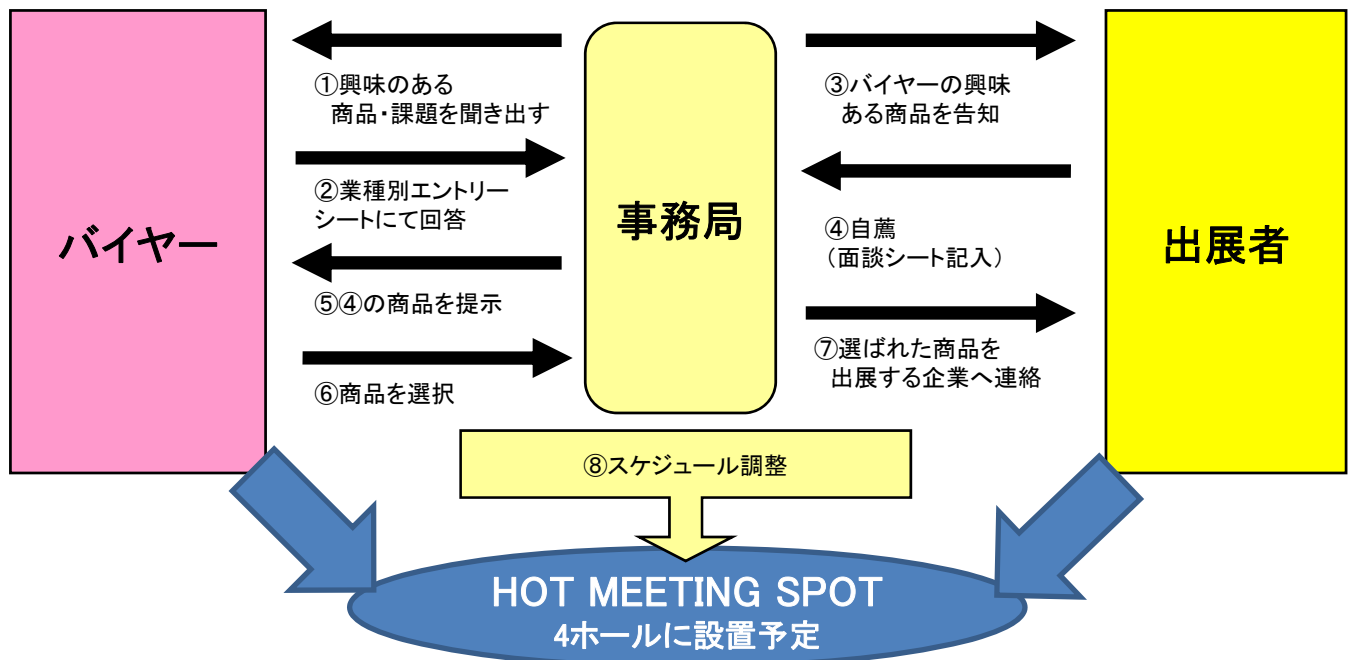 バイヤー
①興味のある
商品・課題を聞き出す
②業種別エントリー
シートにて回答
⑤④の商品を提示
⑥商品を選択
事務局
③バイヤーの興味
ある商品を告知
④自薦
(面談シート記入)
⑦選ばれた商品を
出展する企業へ連絡
出展者
⑧スケジュール調整
HOT MEETING SPOT
4ホールに設置予定